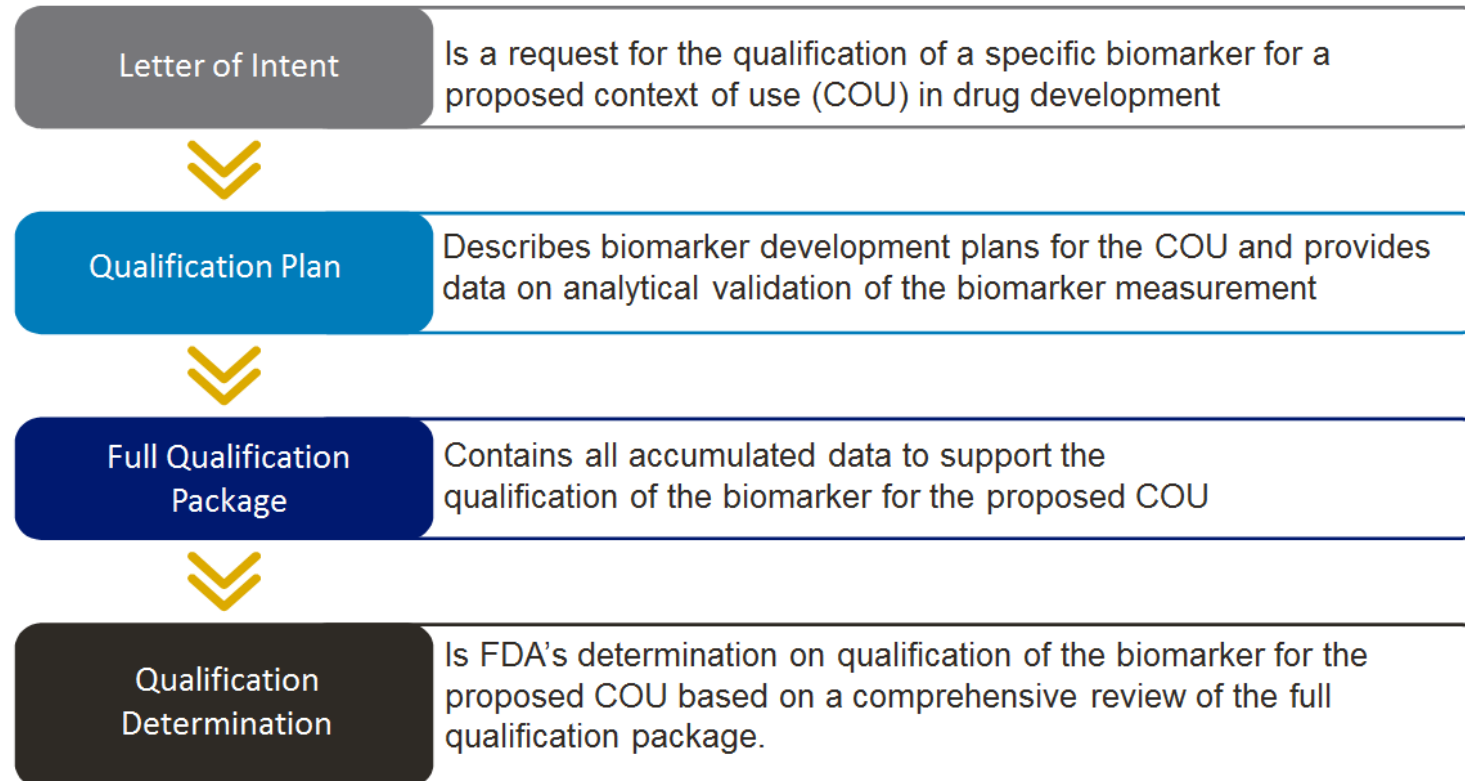 Letter of Intent
Is a request for the qualification of a specific biomarker for a
proposed context of use (COU) in drug development
Qualification Plan
Describes biomarker development plans for the COU and provides
data on analytical validation of the biomarker measurement
Full Qualification
Package
Contains all accumulated data to support the
qualification of the biomarker for the proposed COU
Qualification
Determination
Is FDA’s determination on qualification of the biomarker for the
proposed COU based on a comprehensive review of the full
qualification package.